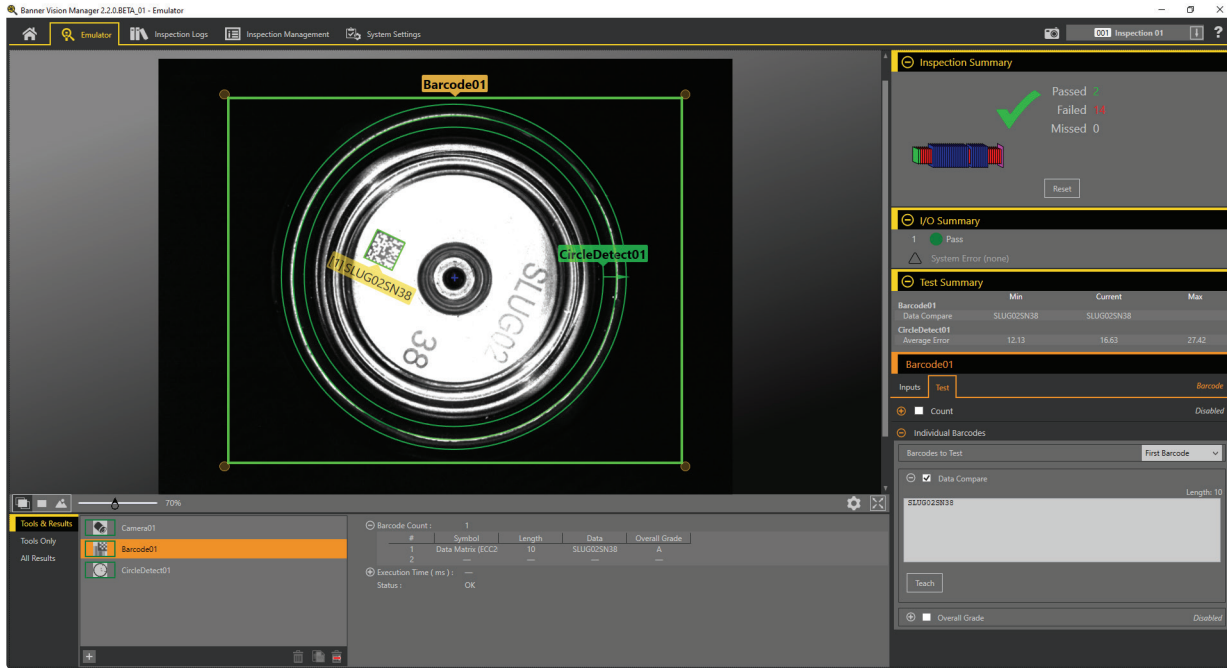 Banner Vision Manager 2.2.0.BETA_01 - Emulator
Emulator
Inspection Logs
Inspection Management
System Settings
001 Inspection 01
?
Barcode01
CircleDetect01
[1] SLUG02SN38
SLUG02
38
Inspection Summary
Passed 2
Failed
Missed 0
Reset
I/O Summary
1 Pass
System Error (none)
Test Summary
Min Current Max
Barcode01
Data Compare SLUG02SN38 SLUG02SN38
CircleDetect01
Average Error 12.13 16.63 27.42
Barcode01
Inputs Test Barcode
Count Disabled
Individual Barcodes
Barcodes to Test First Barcode
Data Compare
Length: 10
SLUG02SN38
Teach
Overall Grade Disabled
70%
Tools & Results
Tools Only
All Results
Camera01
Barcode01
CircleDetect01
Barcode Count : 1
# Symbol Length Data Overall Grade
1 Data Matrix (ECC2 10 SLUG02SN38 A
2 — — — —
Execution Time ( ms ) : —
Status : OK